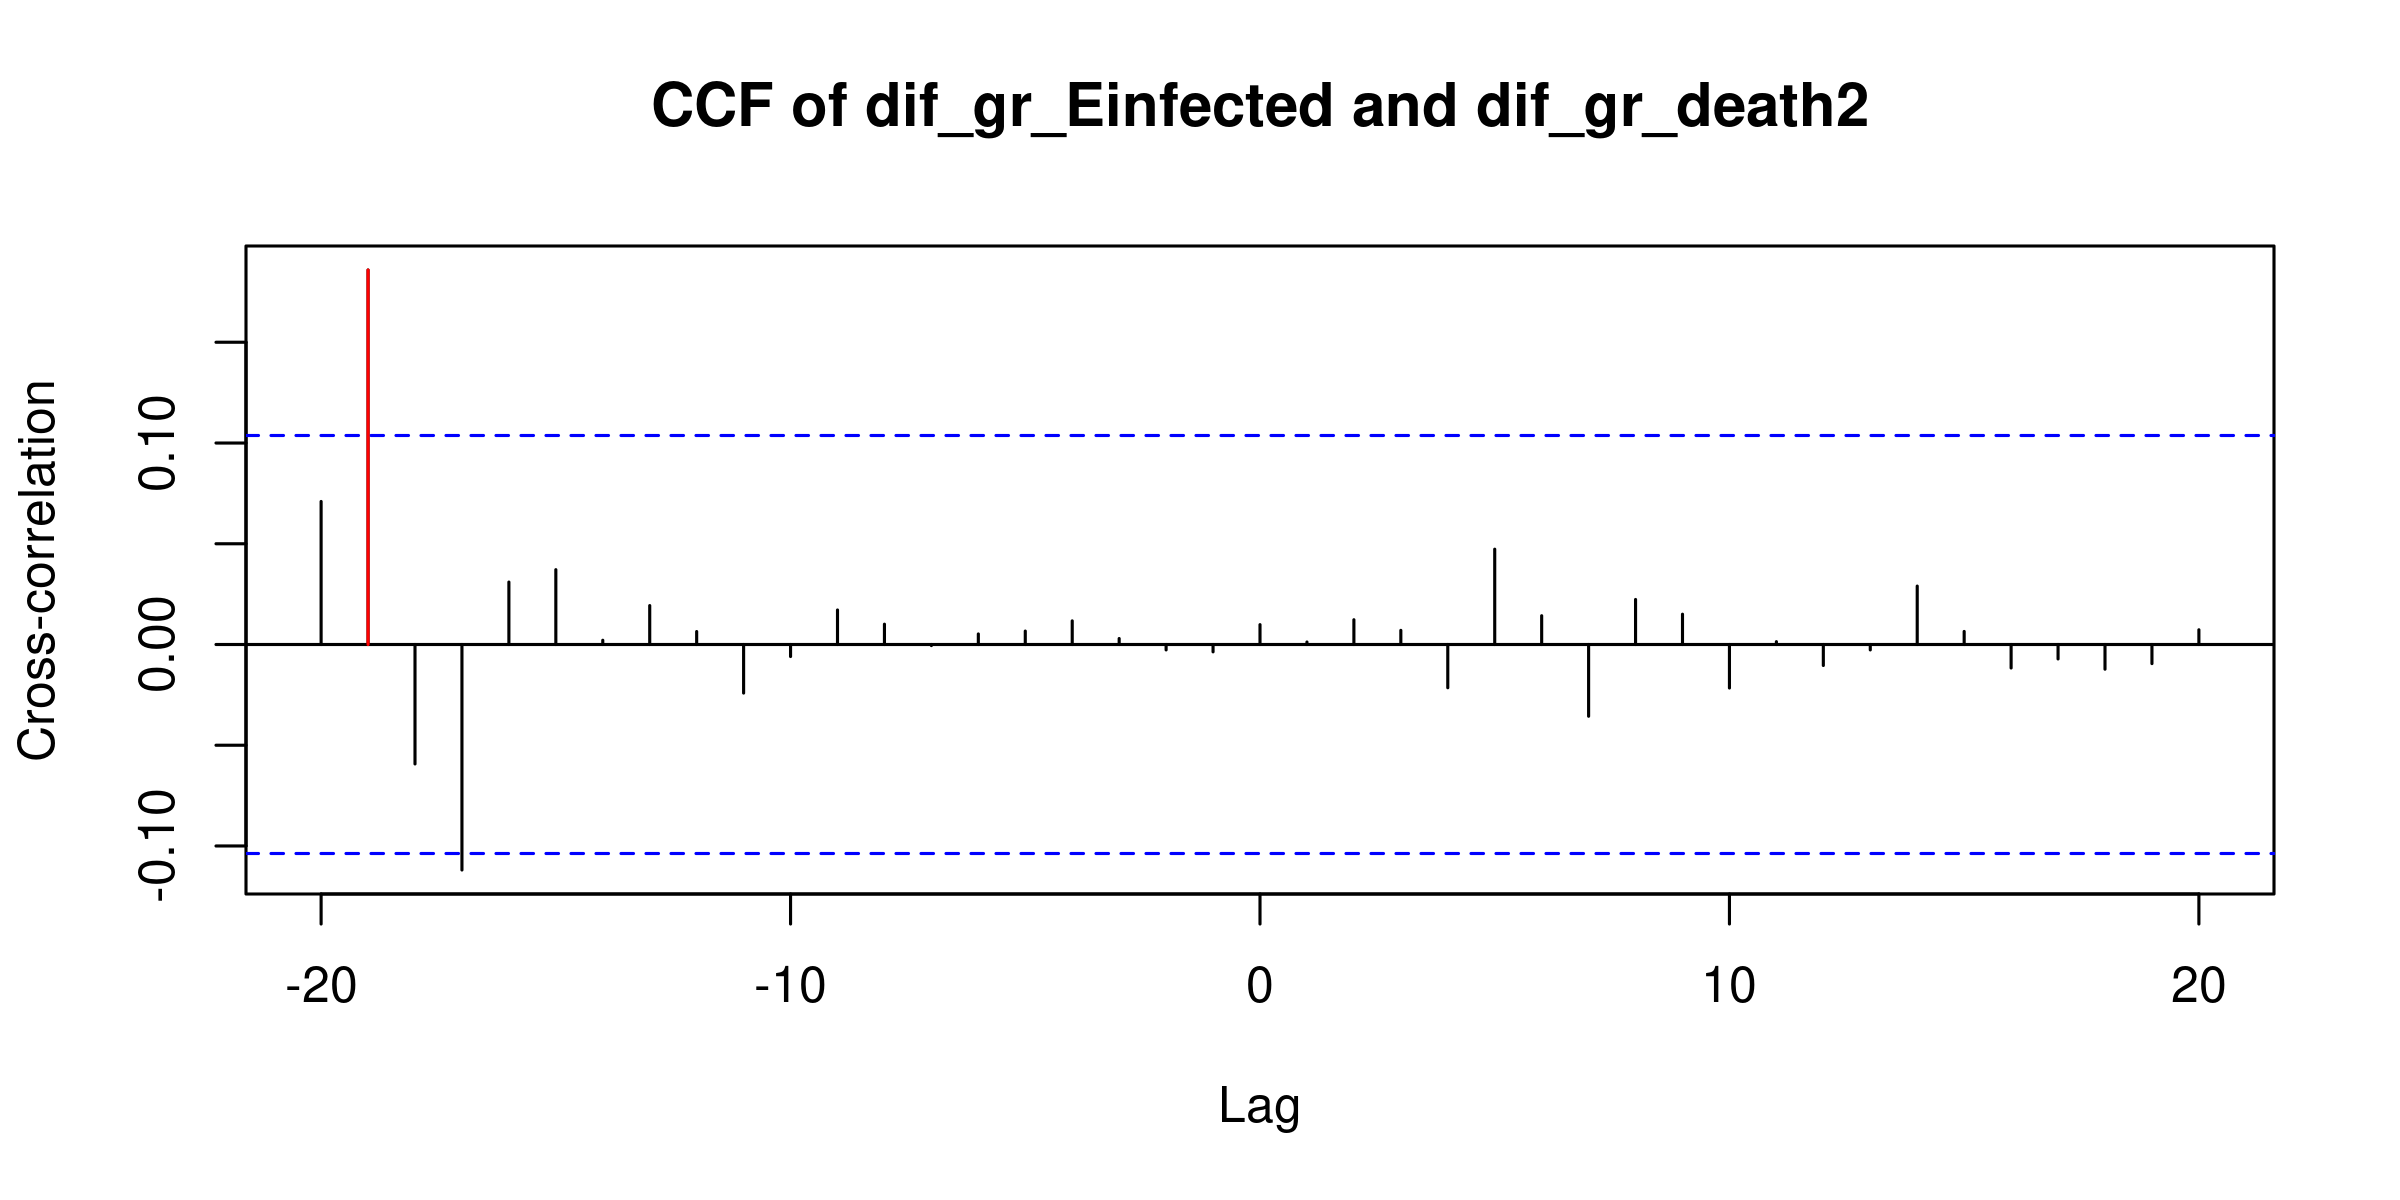 CCF of dif_gr_Einfected and dif_gr_death2
Cross-correlation
0.10
0.00
-0.10
-20
-10
0
10
20
Lag